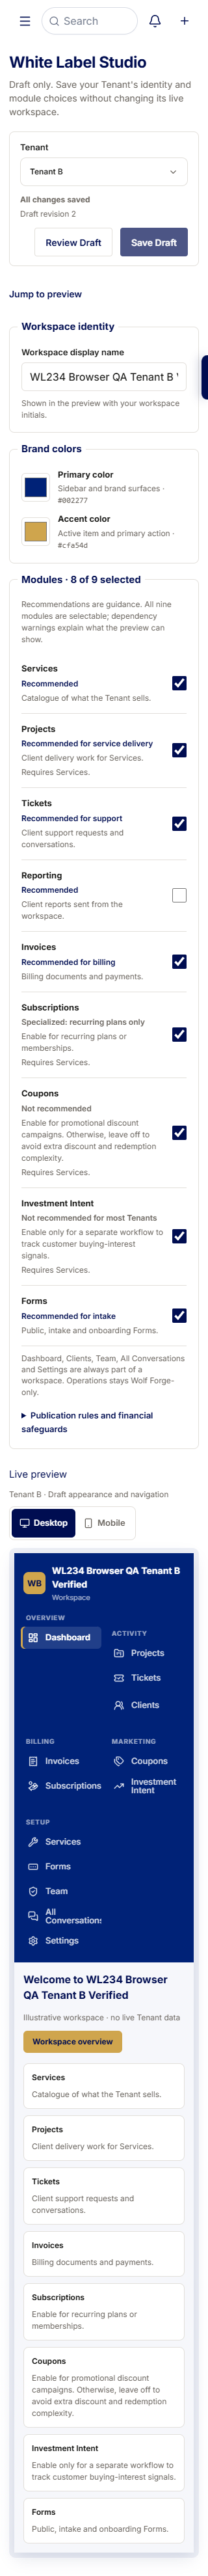 Search
White Label Studio
Draft only. Save your Tenant's identity and
module choices without changing its live
workspace.
Tenant
Tenant B
All changes saved
Draft revision 2
Review Draft
Save Draft
Jump to preview
Workspace identity
Workspace display name
WL234 Browser QA Tenant B
Shown in the preview with your workspace
initials.
Brand colors
Primary color
Sidebar and brand surfaces ·
#002277
Accent color
Active item and primary action ·
#cfa54d
Modules · 8 of 9 selected
Recommendations are guidance. All nine
modules are selectable; dependency
warnings explain what the preview can
show.
Services
Recommended
Catalogue of what the Tenant sells.
Projects
Recommended for service delivery
Client delivery work for Services.
Requires Services.
Tickets
Recommended for support
Client support requests and
conversations.
Reporting
Recommended
Client reports sent from the
workspace.
Invoices
Recommended for billing
Billing documents and payments.
Subscriptions
Specialized: recurring plans only
Enable for recurring plans or
memberships.
Requires Services.
Coupons
Not recommended
Enable for promotional discount
campaigns. Otherwise, leave off to
avoid extra discount and redemption
complexity.
Requires Services.
Investment Intent
Not recommended for most Tenants
Enable only for a separate workflow to
track customer buying-interest
signals.
Requires Services.
Forms
Recommended for intake
Public, intake and onboarding Forms.
Dashboard, Clients, Team, All Conversations
and Settings are always part of a
workspace. Operations stays Wolf Forge-
only.
Publication rules and financial
safeguards
Live preview
Tenant B · Draft appearance and navigation
Desktop
Mobile
WB
WL234 Browser QA Tenant B
Verified
Workspace
OVERVIEW
Dashboard
ACTIVITY
Projects
Tickets
Clients
BILLING
Invoices
Subscriptions
MARKETING
Coupons
Investment
Intent
SETUP
Services
Forms
Team
All
Conversations
Settings
Welcome to WL234 Browser
QA Tenant B Verified
Illustrative workspace · no live Tenant data
Workspace overview
Services
Catalogue of what the Tenant sells.
Projects
Client delivery work for Services.
Tickets
Client support requests and
conversations.
Invoices
Billing documents and payments.
Subscriptions
Enable for recurring plans or
memberships.
Coupons
Enable for promotional discount
campaigns. Otherwise, leave off to
avoid extra discount and redemption
complexity.
Investment Intent
Enable only for a separate workflow to
track customer buying-interest signals.
Forms
Public, intake and onboarding Forms.